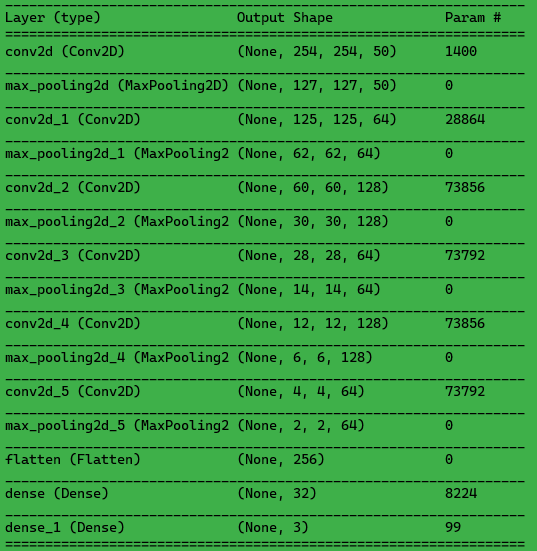 Layer (type) Output Shape Param #
conv2d (Conv2D) (None, 254, 254, 50) 1400
max_pooling2d (MaxPooling2D) (None, 127, 127, 50) 0
conv2d_1 (Conv2D) (None, 125, 125, 64) 28864
max_pooling2d_1 (MaxPooling2 (None, 62, 62, 64) 0
conv2d_2 (Conv2D) (None, 60, 60, 128) 73856
max_pooling2d_2 (MaxPooling2 (None, 30, 30, 128) 0
conv2d_3 (Conv2D) (None, 28, 28, 64) 73792
max_pooling2d_3 (MaxPooling2 (None, 14, 14, 64) 0
conv2d_4 (Conv2D) (None, 12, 12, 128) 73856
max_pooling2d_4 (MaxPooling2 (None, 6, 6, 128) 0
conv2d_5 (Conv2D) (None, 4, 4, 64) 73792
max_pooling2d_5 (MaxPooling2 (None, 2, 2, 64) 0
flatten (Flatten) (None, 256) 0
dense (Dense) (None, 32) 8224
dense_1 (Dense) (None, 3) 99